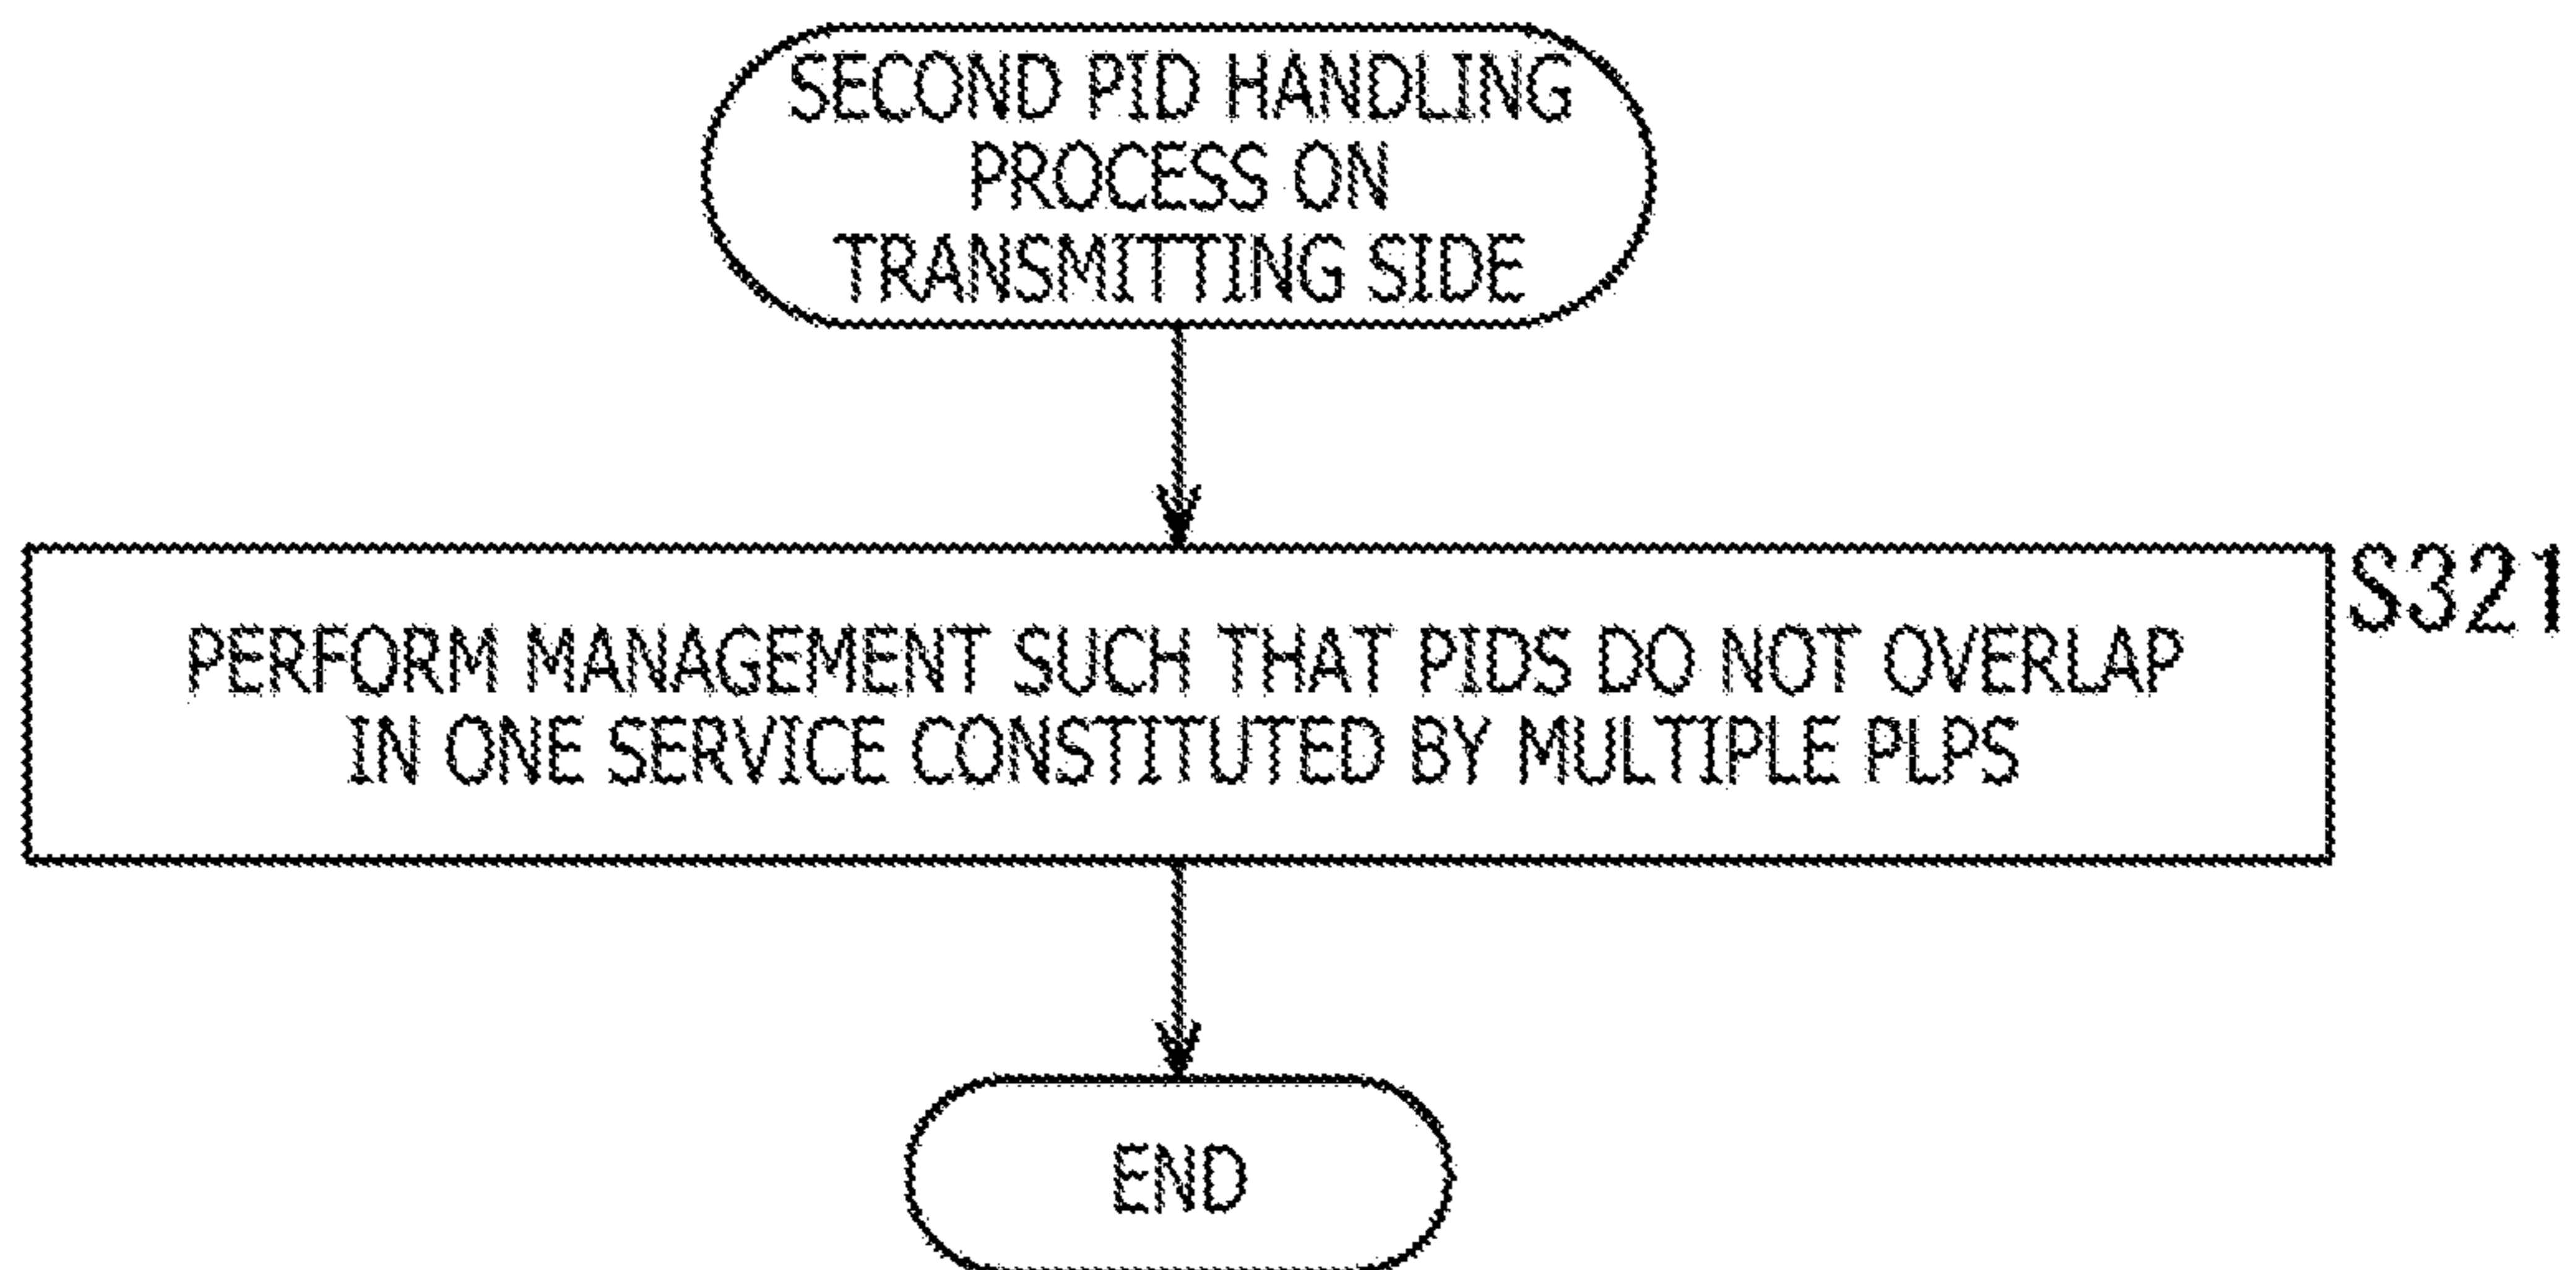 SECOND PID HANDLING
PROCESS ON
TRANSMITTING SIDE
S321
PERFORM MANAGEMENT SUCH THAT PIDS DO NOT OVERLAP
IN ONE SERVICE CONSTITUTED BY MULTIPLE PLPS
END